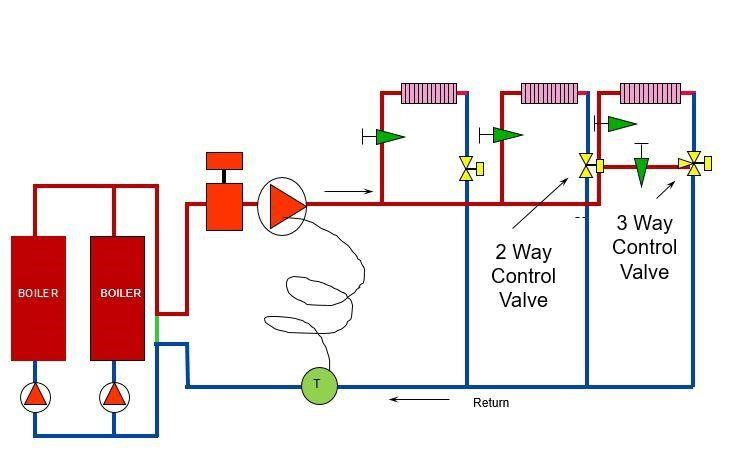 BOILER
BOILER
2 Way
Control
Valve
3 Way
Control
Valve
T
Return